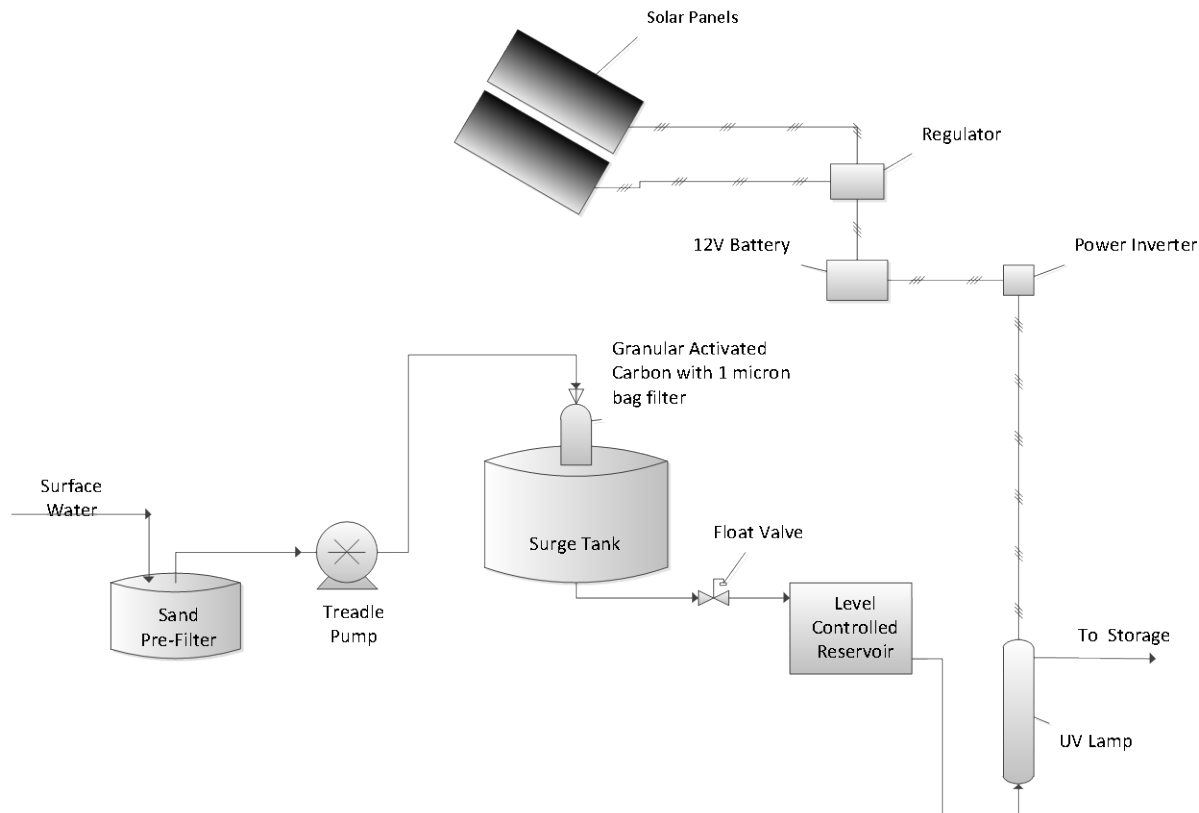 Solar Panels
Regulator
12V Battery
Power Inverter
Granular Activated
Carbon with 1 micron
bag filter
Surface
Water
Surge Tank
Float Valve
Sand
Pre-Filter
Treadle
Pump
Level
Controlled
Reservoir
To Storage
UV Lamp